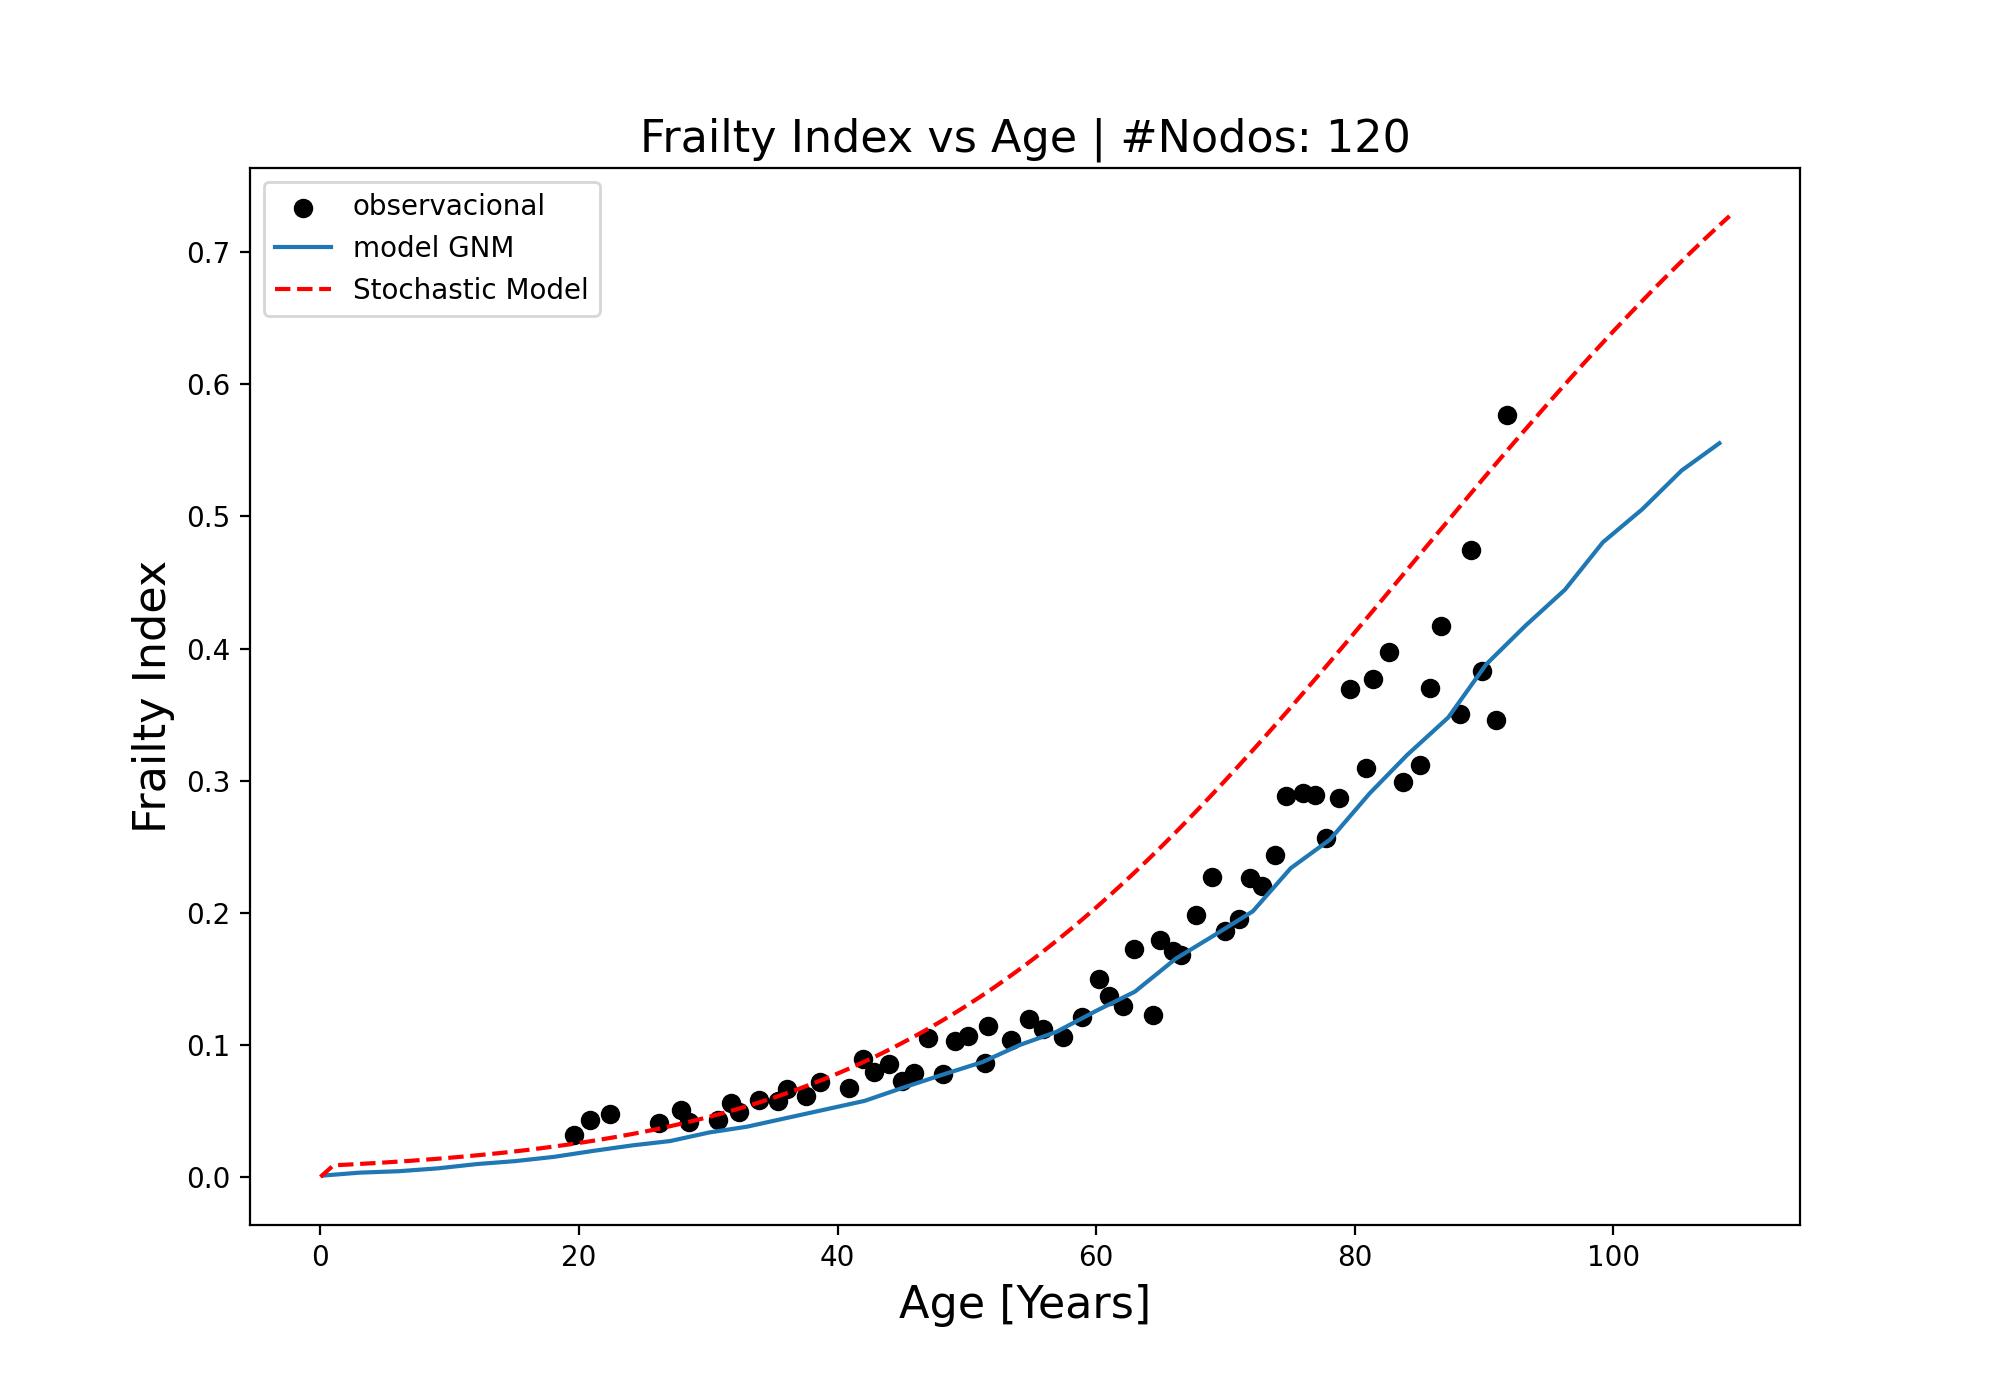 Frailty Index vs Age | #Nodos: 120
observacional
model GNM
Stochastic Model
0.7
0.6
0.5
0.4
0.3
0.2
0.1
0.0
Frailty Index
0 20 40 60 80 100
Age [Years]